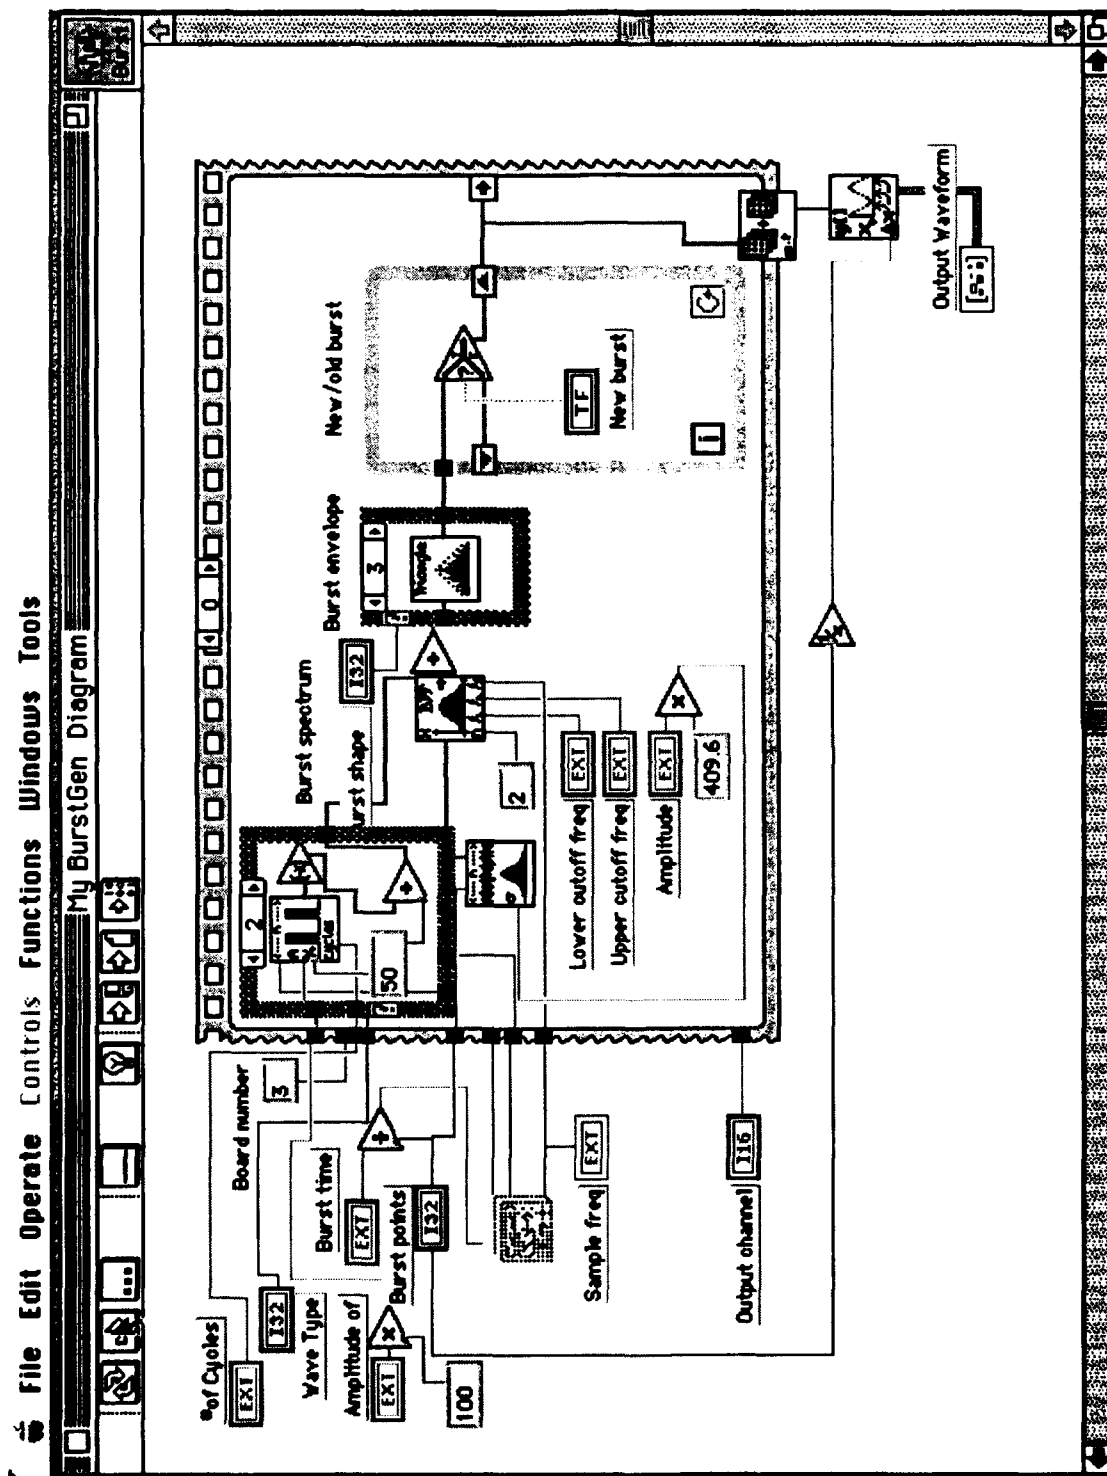 File Edit Operate Controls Functions Windows Tools
My BurstGen Diagram
Burst
0
#of Cycles
EXT
I32
Wave Type
Amplitude of
EXT
100
Board number
3
Burst time
EXT
Burst points
I32
Sample freq
EXT
Output channel
I16
2
cycles
50
Burst spectrum
urst shape
I32
2
Lower cutoff freq
EXT
Upper cutoff freq
EXT
Amplitude
EXT
409.6
Burst envelope
3
Triangle
New/old burst
TF
New burst
i
Output Waveform